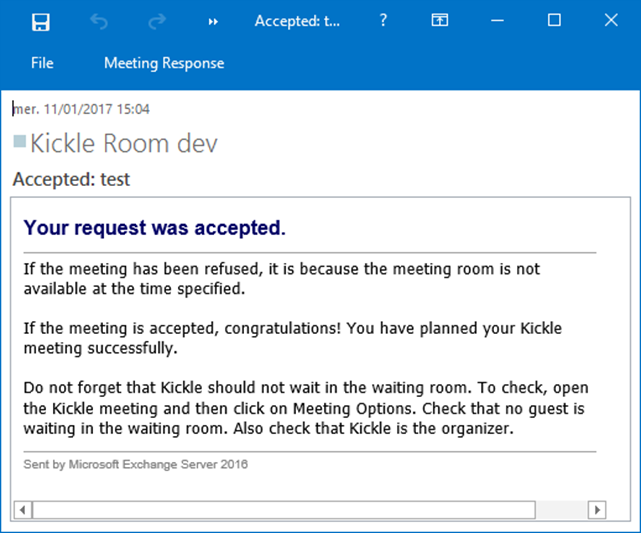 Accepted: t... ?
File Meeting Response
mer. 11/01/2017 15:04
Kickle Room dev
Accepted: test
Your request was accepted.
If the meeting has been refused, it is because the meeting room is not
available at the time specified.
If the meeting is accepted, congratulations! You have planned your Kickle
meeting successfully.
Do not forget that Kickle should not wait in the waiting room. To check, open
the Kickle meeting and then click on Meeting Options. Check that no guest is
waiting in the waiting room. Also check that Kickle is the organizer.
Sent by Microsoft Exchange Server 2016